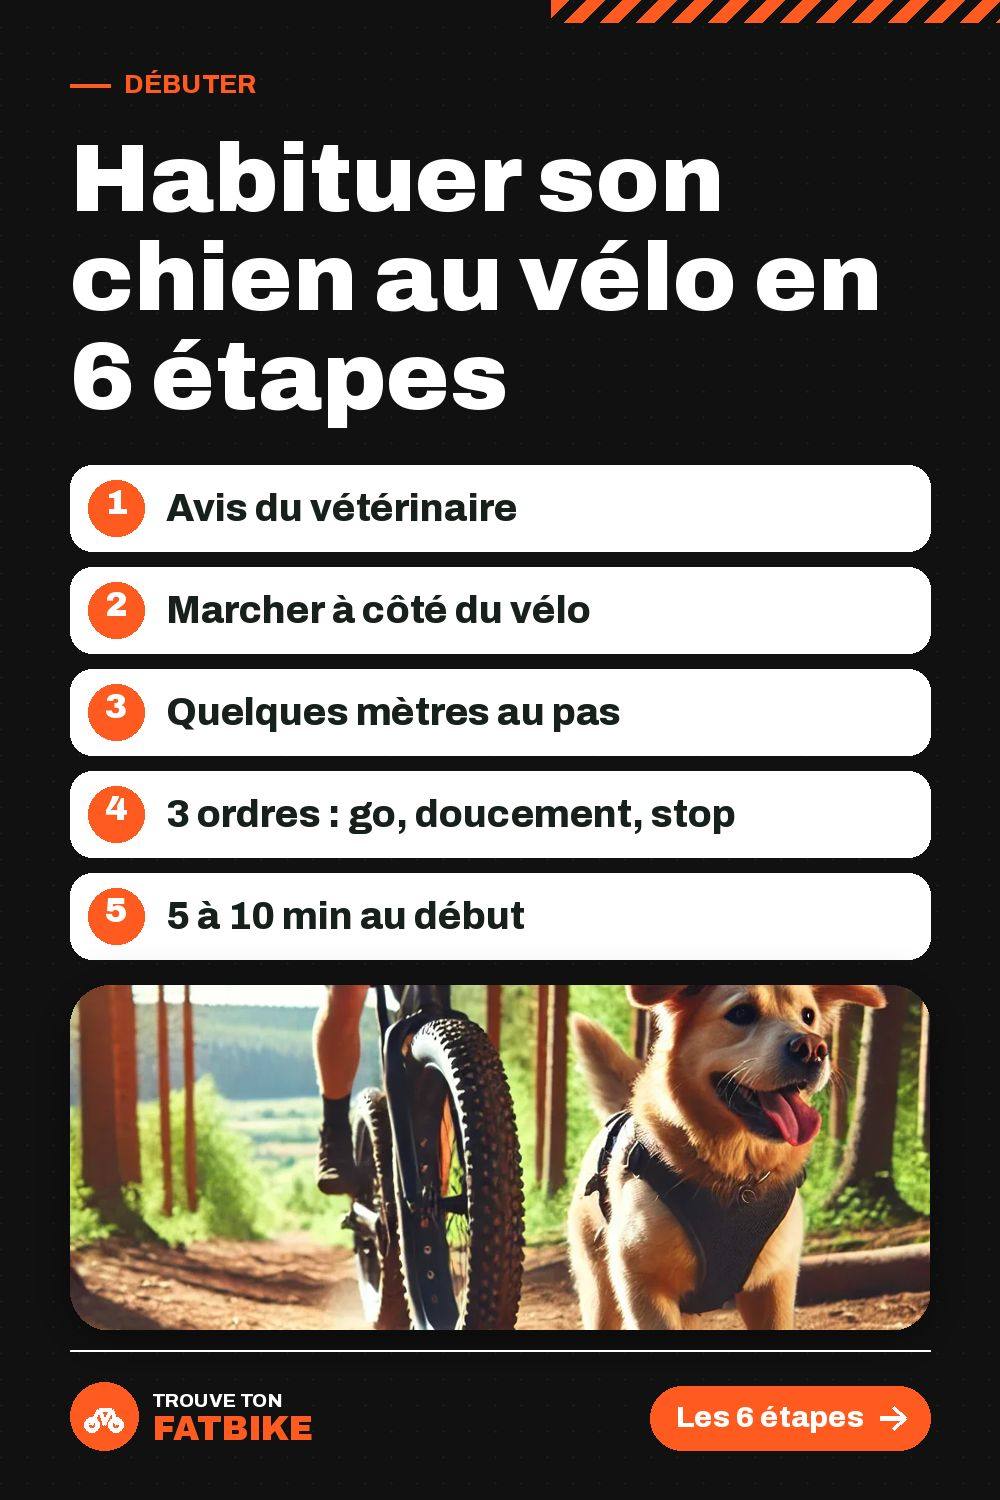 DÉBUTER
Habituer son
chien au vélo en
6 étapes
1 Avis du vétérinaire
2 Marcher à côté du vélo
3 Quelques mètres au pas
4 3 ordres : go, doucement, stop
5 5 à 10 min au début
TROUVE TON
FATBIKE
Les 6 étapes →